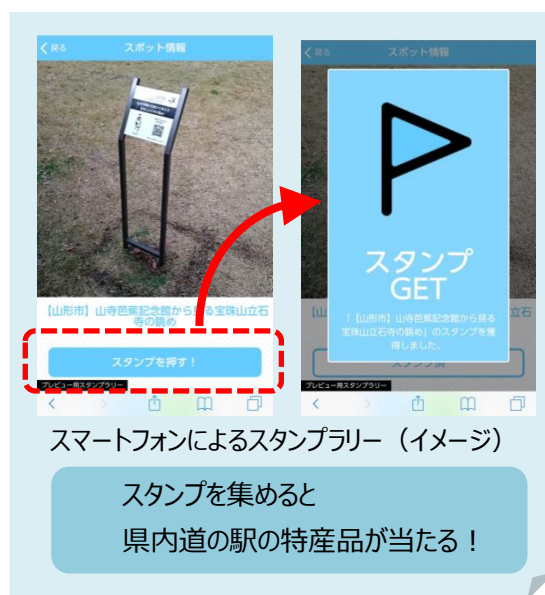 戻る スポット情報
【山形市】山寺芭蕉記念館から見る宝珠山立石
寺の眺め
スタンプを押す！
プレビュー用スタンプラリー
戻る スポット情報
スタンプ
GET
「【山形市】山寺芭蕉記念館から見る
宝珠山立石寺の眺め」のスタンプを獲
得しました。
プレビュー用スタンプラリー
スマートフォンによるスタンプラリー（イメージ）
スタンプを集めると
県内道の駅の特産品が当たる！